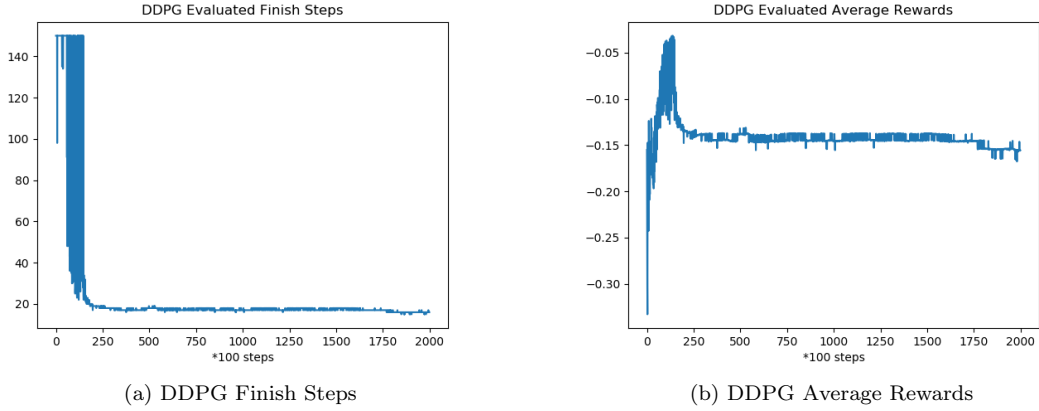 DDPG Evaluated Finish Steps
140
120
100
80
60
40
20
0 250 500 750 1000 1250 1500 1750 2000
*100 steps
(a) DDPG Finish Steps
DDPG Evaluated Average Rewards
−0.05
−0.10
−0.15
−0.20
−0.25
−0.30
0 250 500 750 1000 1250 1500 1750 2000
*100 steps
(b) DDPG Average Rewards